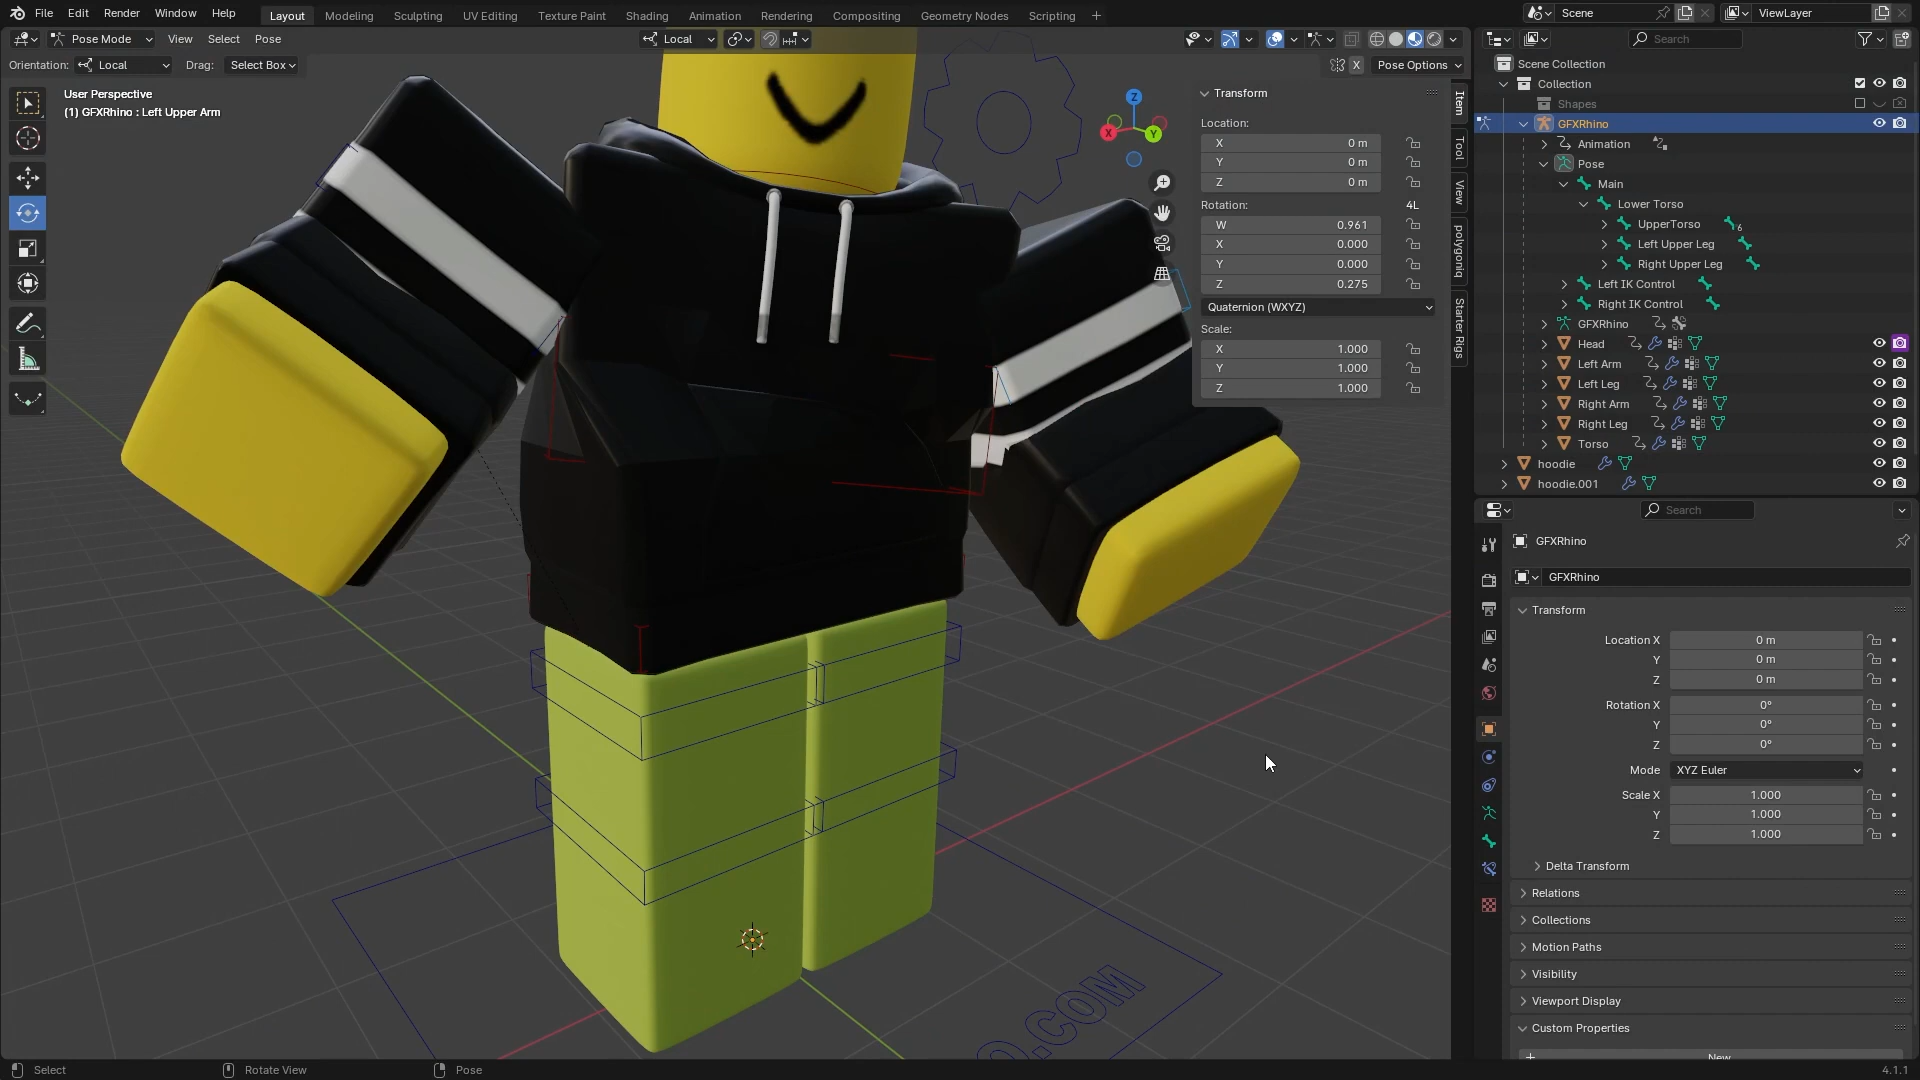 File Edit Render Window Help Layout Modeling Sculpting UV Editing Texture Paint Shading Animation Rendering Compositing Geometry Nodes Scripting + Scene ViewLayer
Pose Mode View Select Pose Local Search
Orientation: Local Drag: Select Box X Pose Options
User Perspective
(1) GFXRhino : Left Upper Arm
Z
X
Y
Transform
Location:
X 0 m
Y 0 m
Z 0 m
Rotation: 4L
W 0.961
X 0.000
Y 0.000
Z 0.275
Quaternion (WXYZ)
Scale:
X 1.000
Y 1.000
Z 1.000
Item
Tool
View
polygoniq
Starter Rigs
Scene Collection
Collection
Shapes
GFXRhino
Animation
Pose
Main
Lower Torso
UpperTorso 6
Left Upper Leg
Right Upper Leg
Left IK Control
Right IK Control
GFXRhino
Head
Left Arm
Left Leg
Right Arm
Right Leg
Torso
hoodie
hoodie.001
Search
GFXRhino
GFXRhino
Transform
Location X 0 m
Y 0 m
Z 0 m
Rotation X 0°
Y 0°
Z 0°
Mode XYZ Euler
Scale X 1.000
Y 1.000
Z 1.000
Delta Transform
Relations
Collections
Motion Paths
Visibility
Viewport Display
Custom Properties
+ New
O.COM
Select Rotate View Pose 4.1.1